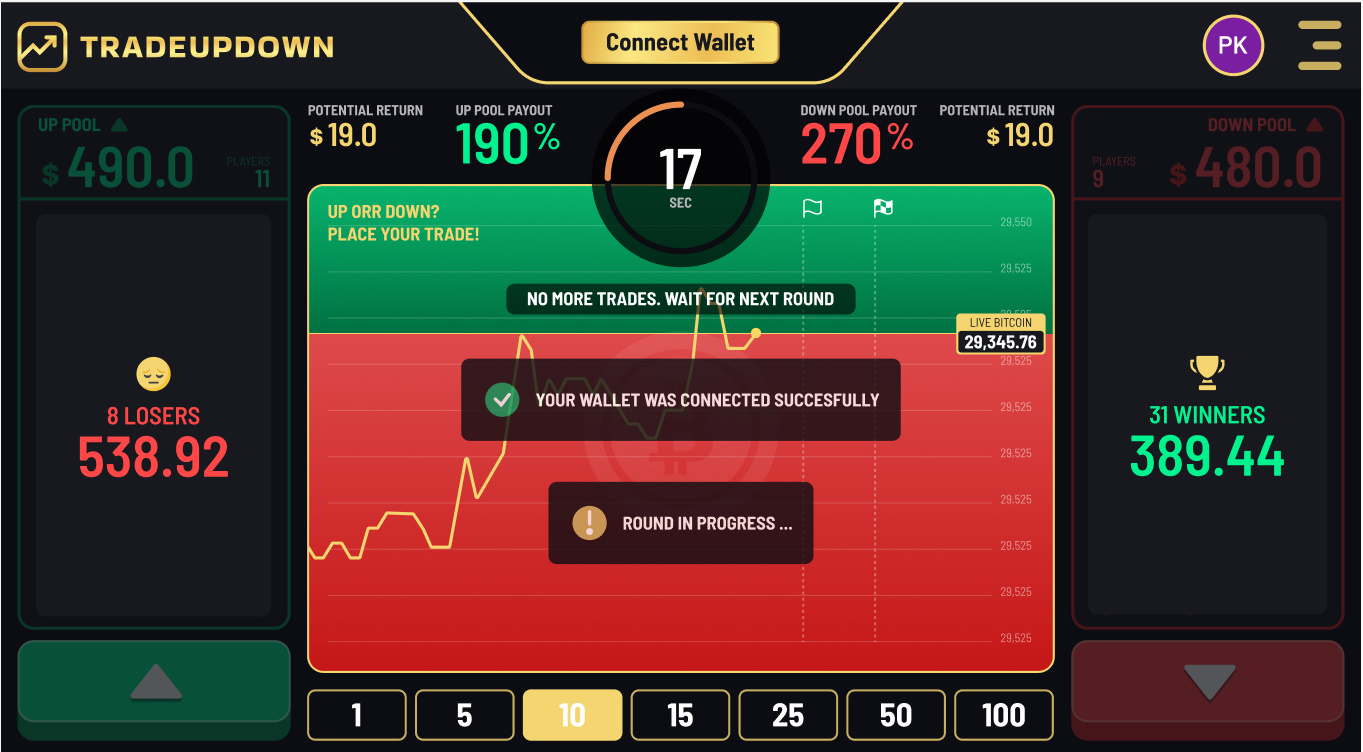 TRADEUPDOWN
Connect Wallet
PK
UP POOL
$ 490.0
PLAYERS
11
POTENTIAL RETURN
$ 19.0
UP POOL PAYOUT
190%
17
SEC
DOWN POOL PAYOUT
270%
POTENTIAL RETURN
$ 19.0
DOWN POOL
PLAYERS
9
$ 480.0
UP ORR DOWN?
PLACE YOUR TRADE!
29,550
29,525
NO MORE TRADES. WAIT FOR NEXT ROUND
29,525
LIVE BITCOIN
29,345.76
29,525
YOUR WALLET WAS CONNECTED SUCCESFULLY
29,525
29,525
29,525
ROUND IN PROGRESS ...
29,525
29,525
29,525
8 LOSERS
538.92
31 WINNERS
389.44
1
5
10
15
25
50
100